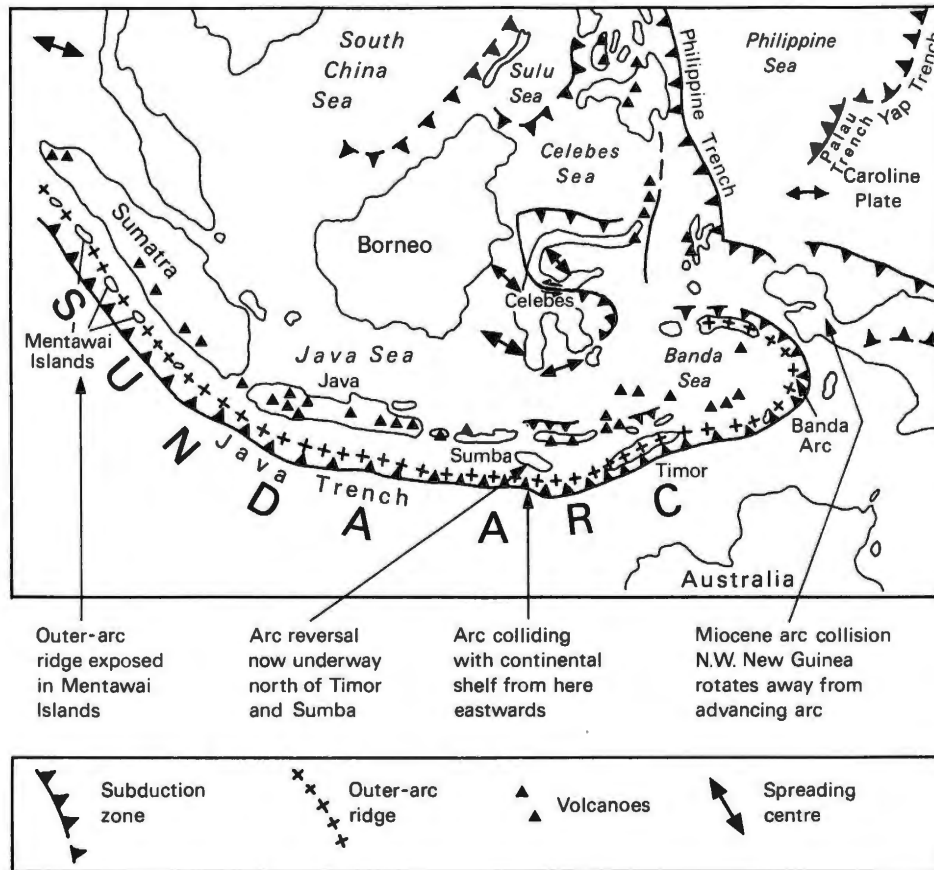 South
China
Sea
Sulu
Sea
Philippine Trench
Philippine
Sea
Palau
Trench
Yap Trench
Celebes
Sea
Caroline
Plate
Sumatra
Borneo
Celebes
Mentawai
Islands
Java Sea
Java
Banda
Sea
Banda
Arc
Sumba
Timor
Java Trench
SUNDA ARC
Australia
Outer-arc
ridge exposed
in Mentawai
Islands
Arc reversal
now underway
north of Timor
and Sumba
Arc colliding
with continental
shelf from here
eastwards
Miocene arc collision
N.W. New Guinea
rotates away from
advancing arc
Subduction
zone
Outer-arc
ridge
Volcanoes
Spreading
centre